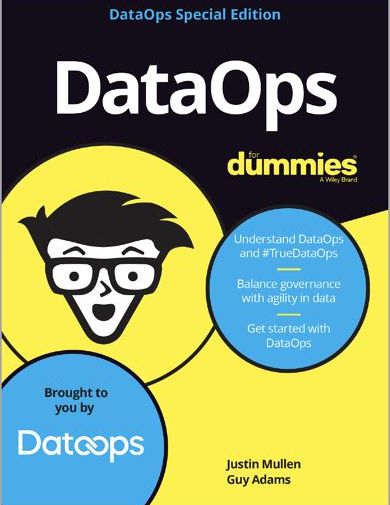 DataOps Special Edition
DataOps
for
dummies®
A Wiley Brand
Understand DataOps
and #TrueDataOps
Balance governance
with agility in data
Get started with
DataOps
Brought to
you by
Dataops
Justin Mullen
Guy Adams